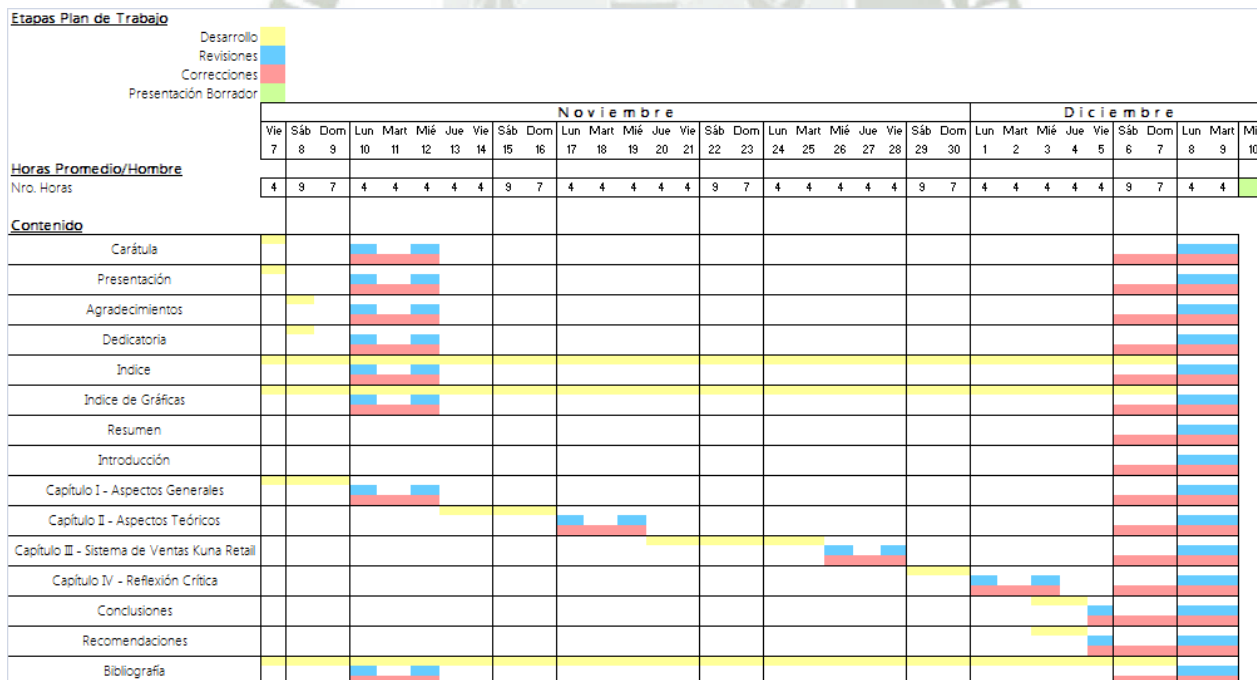 Etapas Plan de Trabajo
Desarrollo
Revisiones
Correcciones
Presentación Borrador
Noviembre Diciembre
Vie Sáb Dom Lun Mart Mié Jue Vie Sáb Dom Lun Mart Mié Jue Vie Sáb Dom Lun Mart Mié Jue Vie Sáb Dom Lun Mart Mié Jue Vie Sáb Dom Lun Mart Mi
7 8 9 10 11 12 13 14 15 16 17 18 19 20 21 22 23 24 25 26 27 28 29 30 1 2 3 4 5 6 7 8 9 10
Horas Promedio/Hombre
Nro. Horas 4 9 7 4 4 4 4 4 9 7 4 4 4 4 4 9 7 4 4 4 4 4 9 7 4 4 4 4 4 9 7 4 4
Contenido
Carátula
Presentación
Agradecimientos
Dedicatoria
Indice
Indice de Gráficas
Resumen
Introducción
Capítulo I - Aspectos Generales
Capítulo II - Aspectos Teóricos
Capítulo III - Sistema de Ventas Kuna Retail
Capítulo IV - Reflexión Crítica
Conclusiones
Recomendaciones
Bibliografía